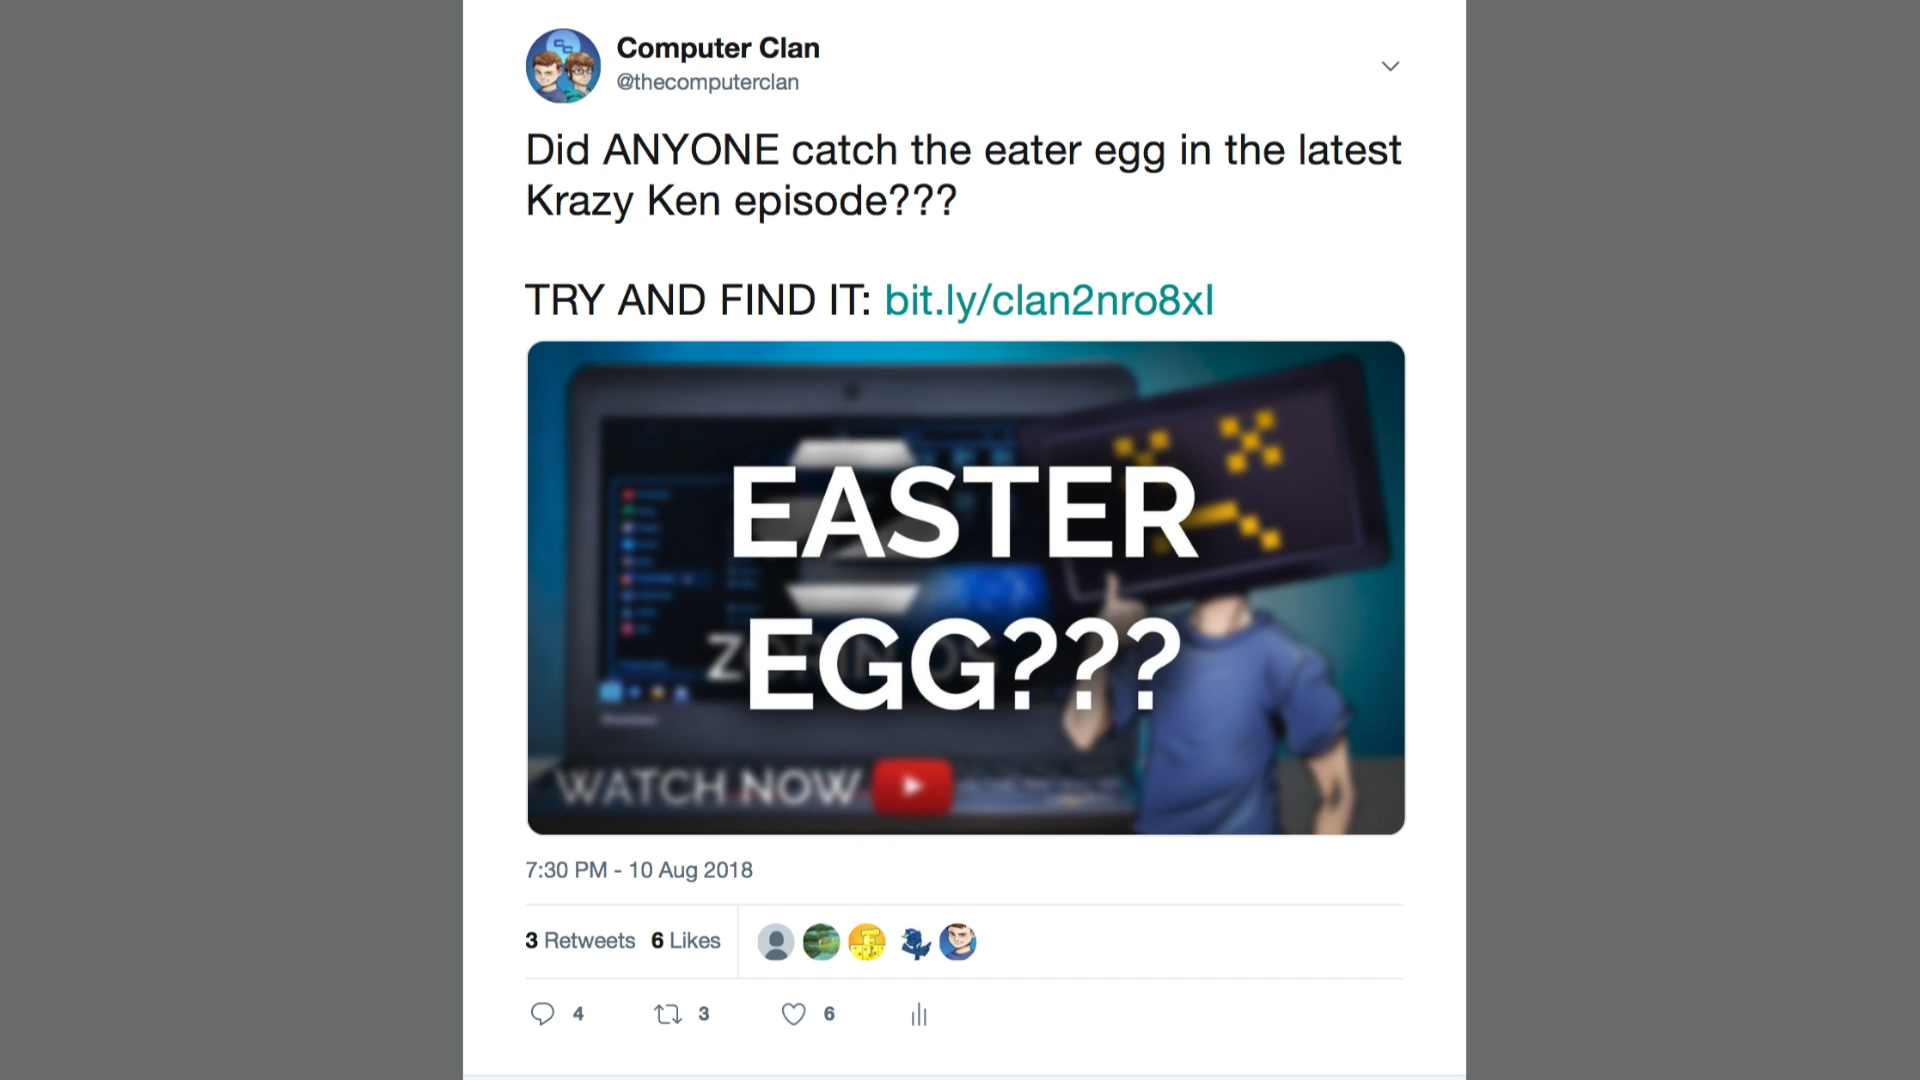 Computer Clan
@thecomputerclan
Did ANYONE catch the eater egg in the latest
Krazy Ken episode???
TRY AND FIND IT: bit.ly/clan2nro8xI
EASTER
EGG???
WATCH NOW
7:30 PM - 10 Aug 2018
3 Retweets 6 Likes
4 3 6